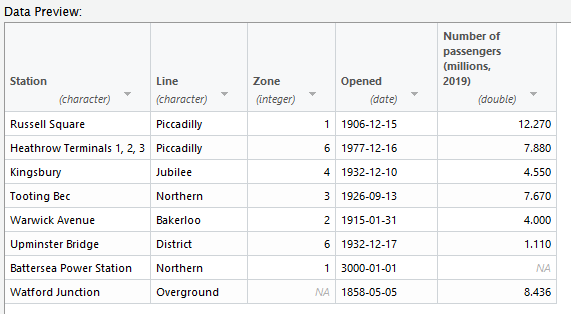 Data Preview:
Number of
passengers
(millions,
Station Line Zone Opened 2019)
(character) (character) (integer) (date) (double)
Russell Square Piccadilly 1 1906-12-15 12.270
Heathrow Terminals 1, 2, 3 Piccadilly 6 1977-12-16 7.880
Kingsbury Jubilee 4 1932-12-10 4.550
Tooting Bec Northern 3 1926-09-13 7.670
Warwick Avenue Bakerloo 2 1915-01-31 4.000
Upminster Bridge District 6 1932-12-17 1.110
Battersea Power Station Northern 1 3000-01-01 NA
Watford Junction Overground NA 1858-05-05 8.436